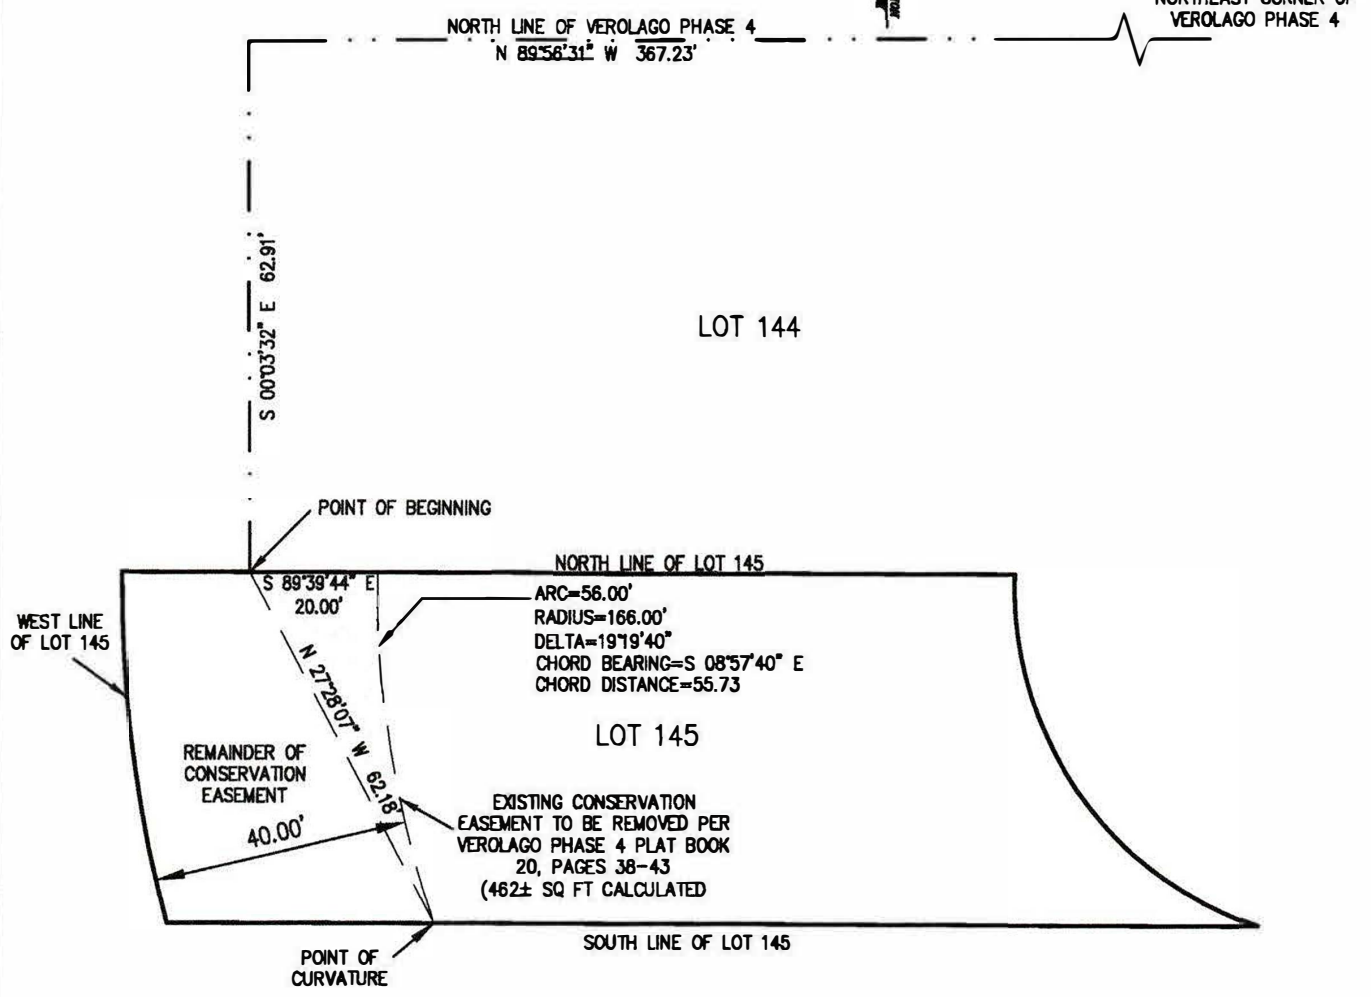 NORTHEAST CORNER OF
VEROLAGO PHASE 4
NORTH LINE OF VEROLAGO PHASE 4
N 89°56'31" W 367.23'
S 00°03'32" E 62.91'
LOT 144
POINT OF BEGINNING
NORTH LINE OF LOT 145
S 89°39'44" E
20.00'
ARC=56.00'
RADIUS=166.00'
DELTA=19°19'40"
CHORD BEARING=S 08°57'40" E
CHORD DISTANCE=55.73
WEST LINE
OF LOT 145
N 27°28'07" W 62.18'
LOT 145
REMAINDER OF
CONSERVATION
EASEMENT
40.00'
EXISTING CONSERVATION
EASEMENT TO BE REMOVED PER
VEROLAGO PHASE 4 PLAT BOOK
20, PAGES 38-43
(462± SQ FT CALCULATED
SOUTH LINE OF LOT 145
POINT OF
CURVATURE